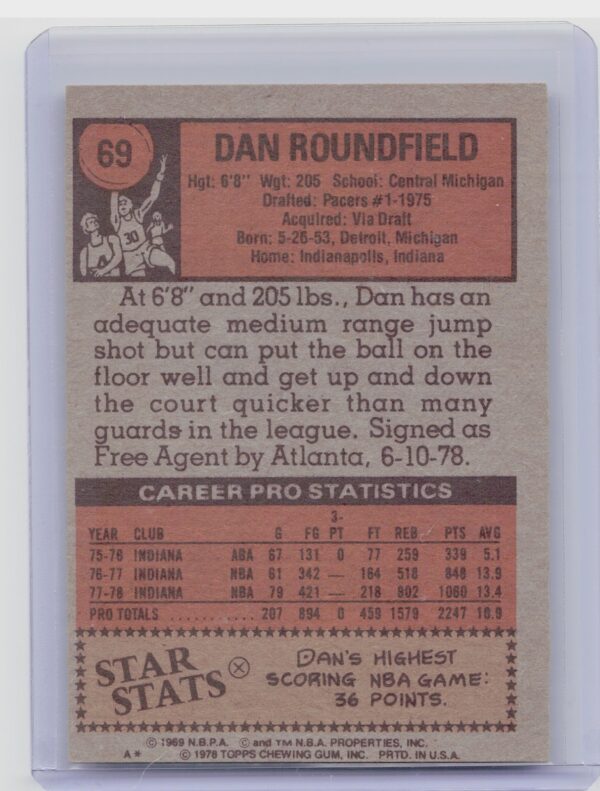 69
DAN ROUNDFIELD
Hgt: 6'8" Wgt: 205 School: Central Michigan
Drafted: Pacers #1-1975
Acquired: Via Draft
Born: 5-26-53, Detroit, Michigan
Home: Indianapolis, Indiana
30
At 6'8" and 205 lbs., Dan has an
adequate medium range jump
shot but can put the ball on the
floor well and get up and down
the court quicker than many
guards in the league. Signed as
Free Agent by Atlanta, 6-10-78.
CAREER PRO STATISTICS
3-
YEAR CLUB G FG PT FT REB. PTS AVG
75-76 INDIANA ABA 67 131 0 77 259 339 5.1
76-77 INDIANA NBA 61 342 — 164 518 848 13.9
77-78 INDIANA NBA 79 421 — 218 802 1060 13.4
PRO TOTALS 207 894 0 459 1579 2247 10.9
STAR STATS
DAN'S HIGHEST
SCORING NBA GAME:
36 POINTS.
© 1969 N.B.P.A. © and TM N.B.A. PROPERTIES, INC.
A* © 1978 TOPPS CHEWING GUM, INC. PRTD. IN U.S.A.